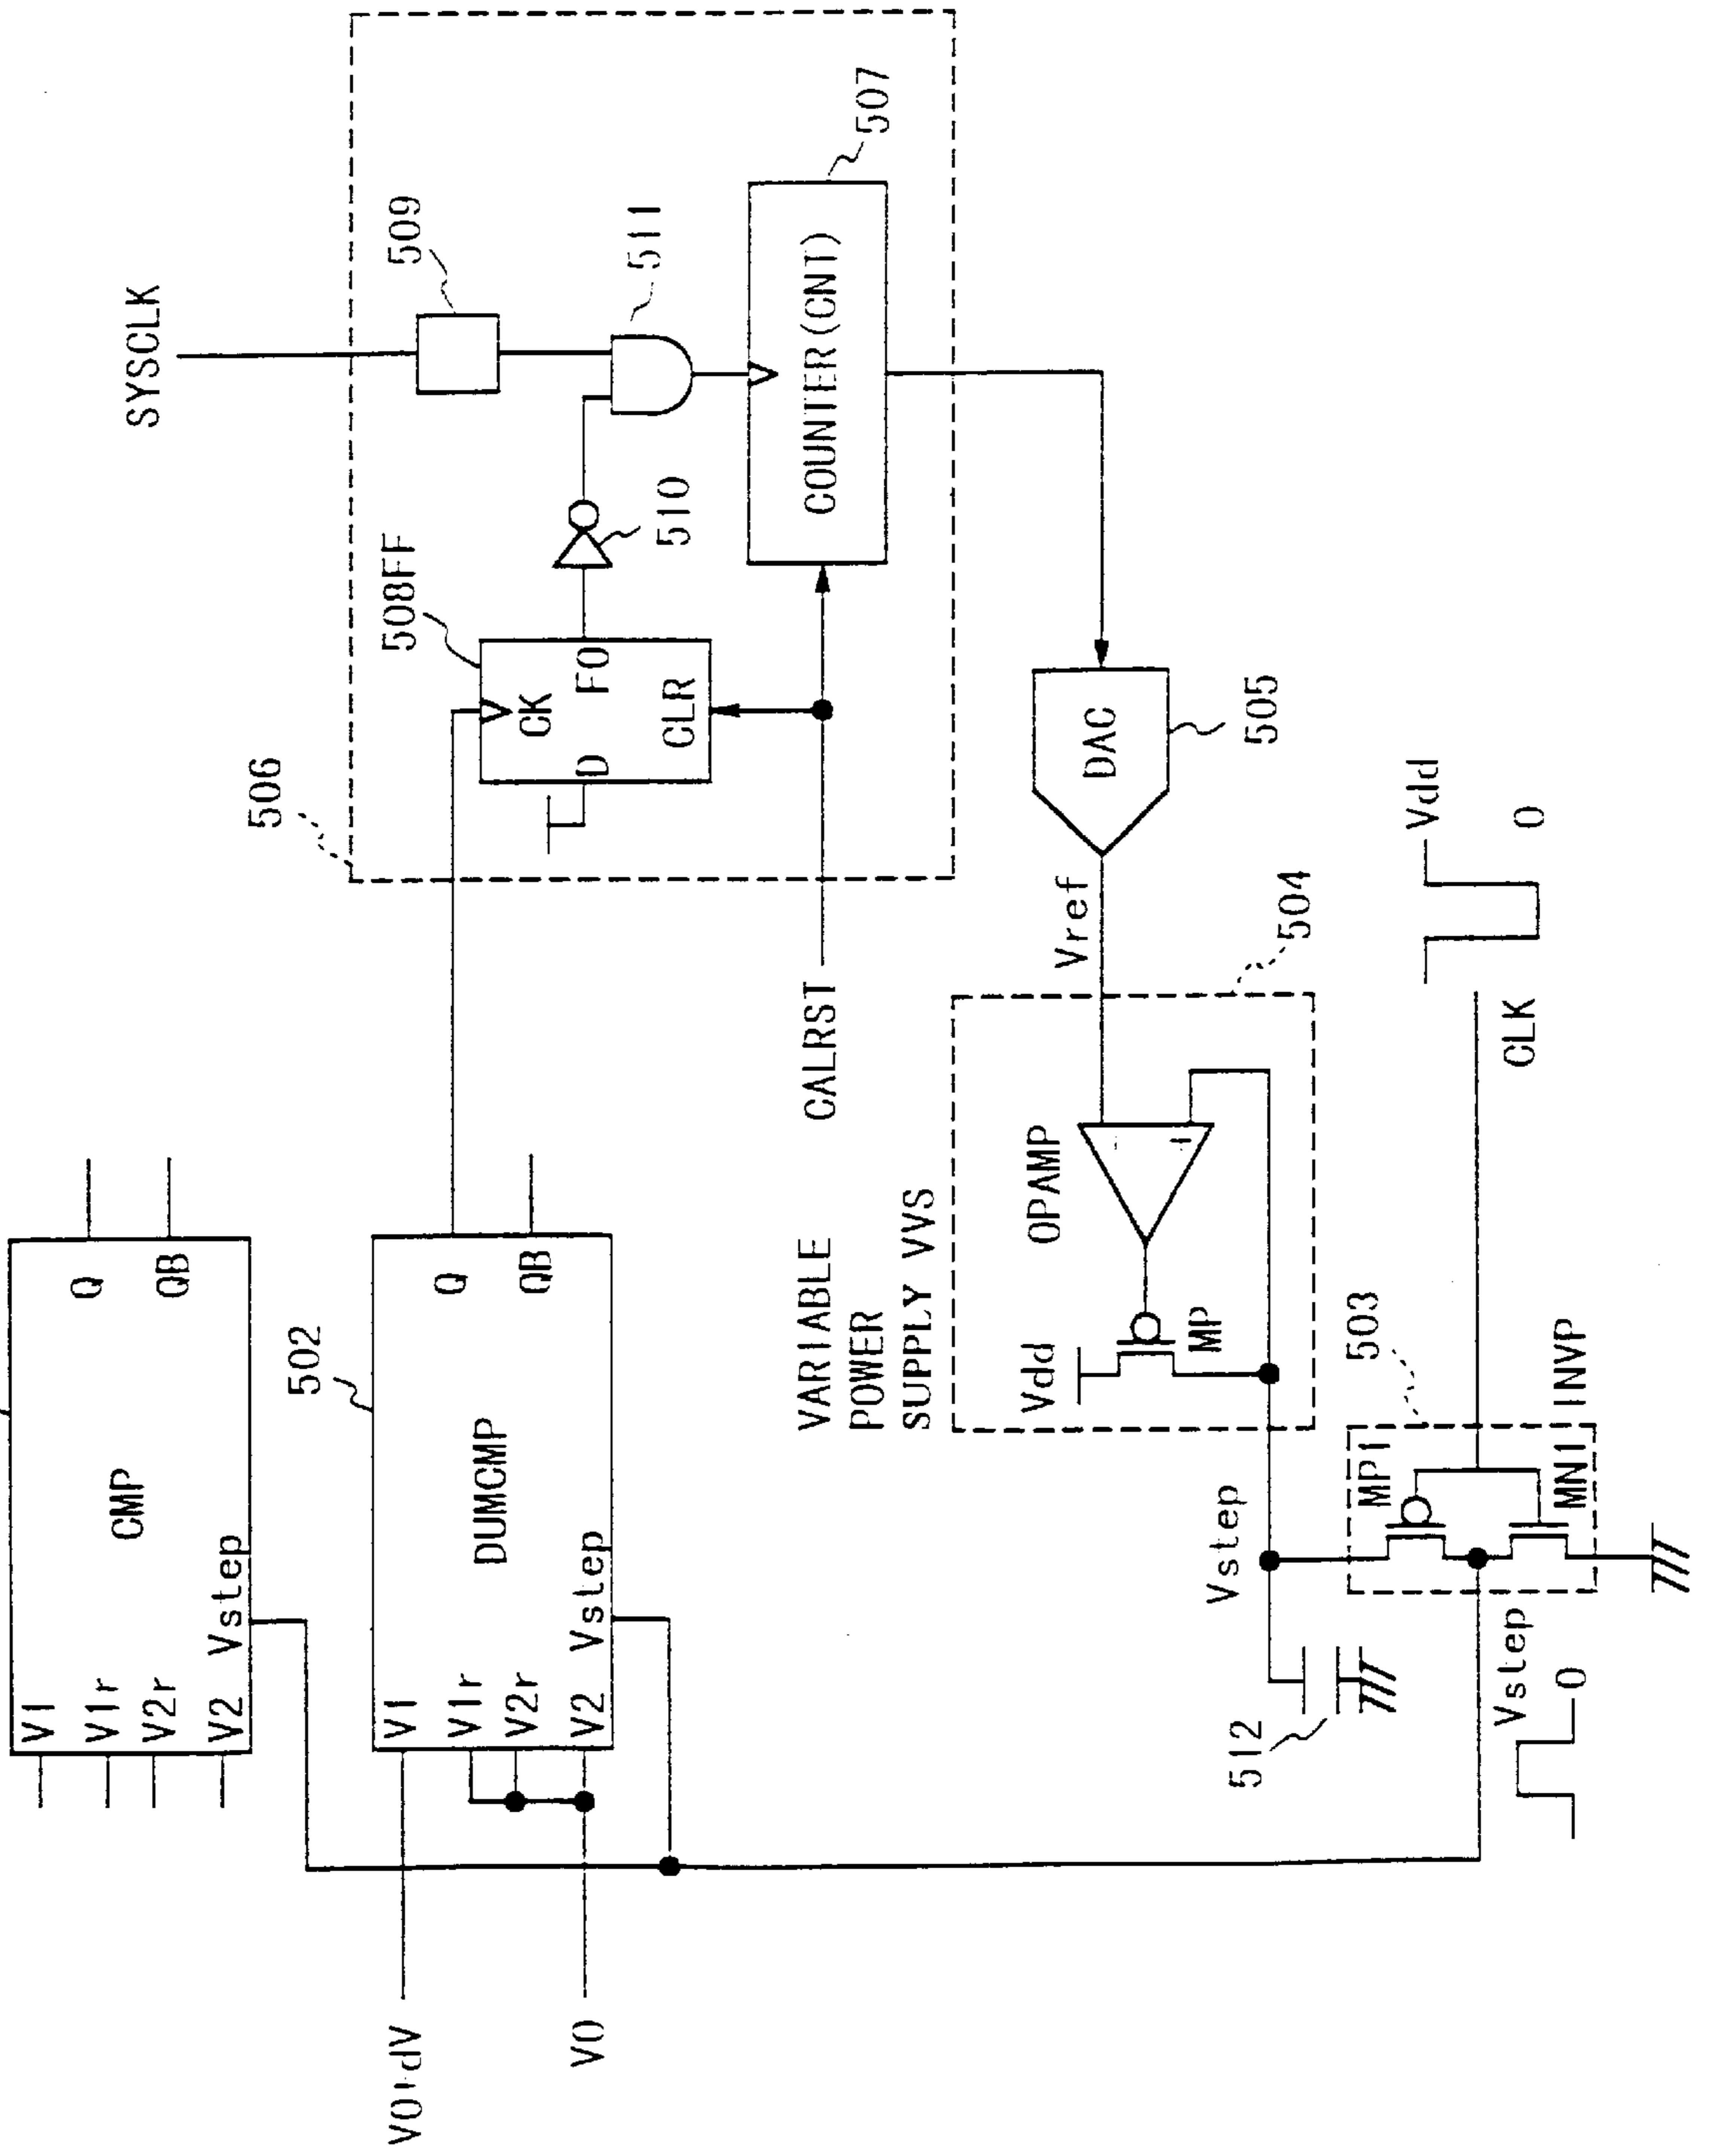 SYSCLK
509
511
507
COUNTER(CNT)
510
508FF
CK
FO
D
CLR
506
CALRST
DAC
505
Vref
504
Vdd
0
CLK
CMP
Q
QB
V1
V1r
V2r
V2
Vstep
502
DUMCMP
Q
QB
V1
V1r
V2r
V2
Vstep
V0+dV
V0
VARIABLE
POWER
SUPPLY VVS
OPAMP
-
+
Vdd
MP
Vstep
503
MP1
MN1
INVP
512
Vstep
0